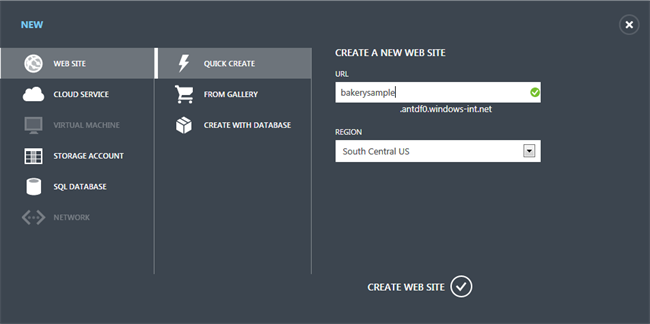 NEW
WEB SITE
CLOUD SERVICE
VIRTUAL MACHINE
STORAGE ACCOUNT
SQL DATABASE
NETWORK
QUICK CREATE
FROM GALLERY
CREATE WITH DATABASE
CREATE A NEW WEB SITE
URL
bakerysample
.antdf0.windows-int.net
REGION
South Central US
CREATE WEB SITE